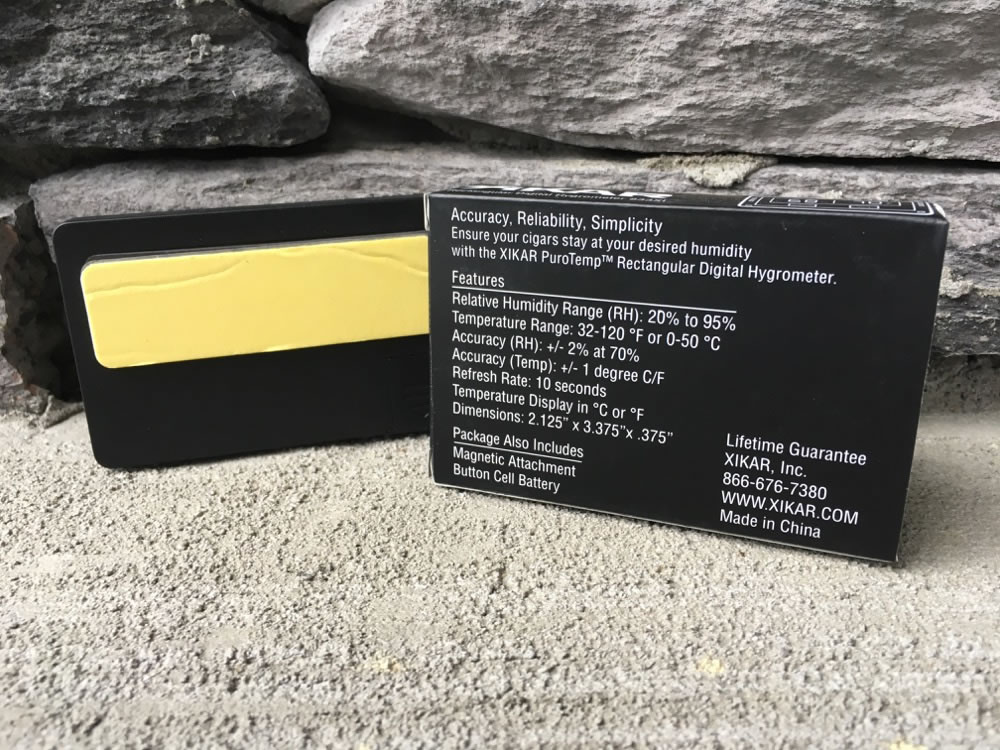 XIKAR
Accuracy, Reliability, Simplicity
Ensure your cigars stay at your desired humidity
with the XIKAR PuroTemp™ Rectangular Digital Hygrometer.
Features
Relative Humidity Range (RH): 20% to 95%
Temperature Range: 32-120 °F or 0-50 °C
Accuracy (RH): +/- 2% at 70%
Accuracy (Temp): +/- 1 degree C/F
Refresh Rate: 10 seconds
Temperature Display in °C or °F
Dimensions: 2.125” x 3.375”x .375”
Package Also Includes
Magnetic Attachment
Button Cell Battery
Lifetime Guarantee
XIKAR, Inc.
866-676-7380
WWW.XIKAR.COM
Made in China